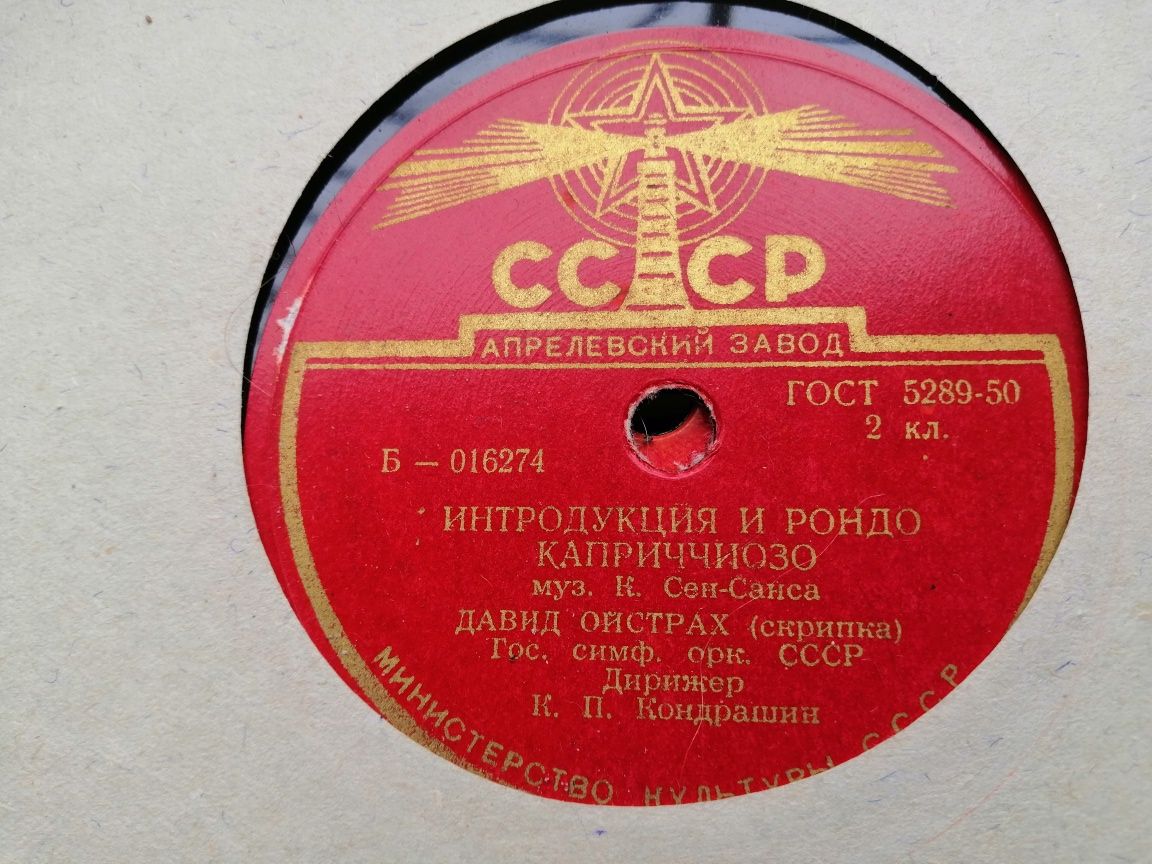 СССР
АПРЕЛЕВСКИЙ ЗАВОД
ГОСТ 5289-50
2 кл.
Б — 016274
ИНТРОДУКЦИЯ И РОНДО
КАПРИЧЧИОЗО
муз. К. Сен-Санса
ДАВИД ОЙСТРАХ (скрипка)
Гос. симф. орк. СССР
Дирижер
К. П. Кондрашин
МИНИСТЕРСТВО КУЛЬТУРЫ СССР